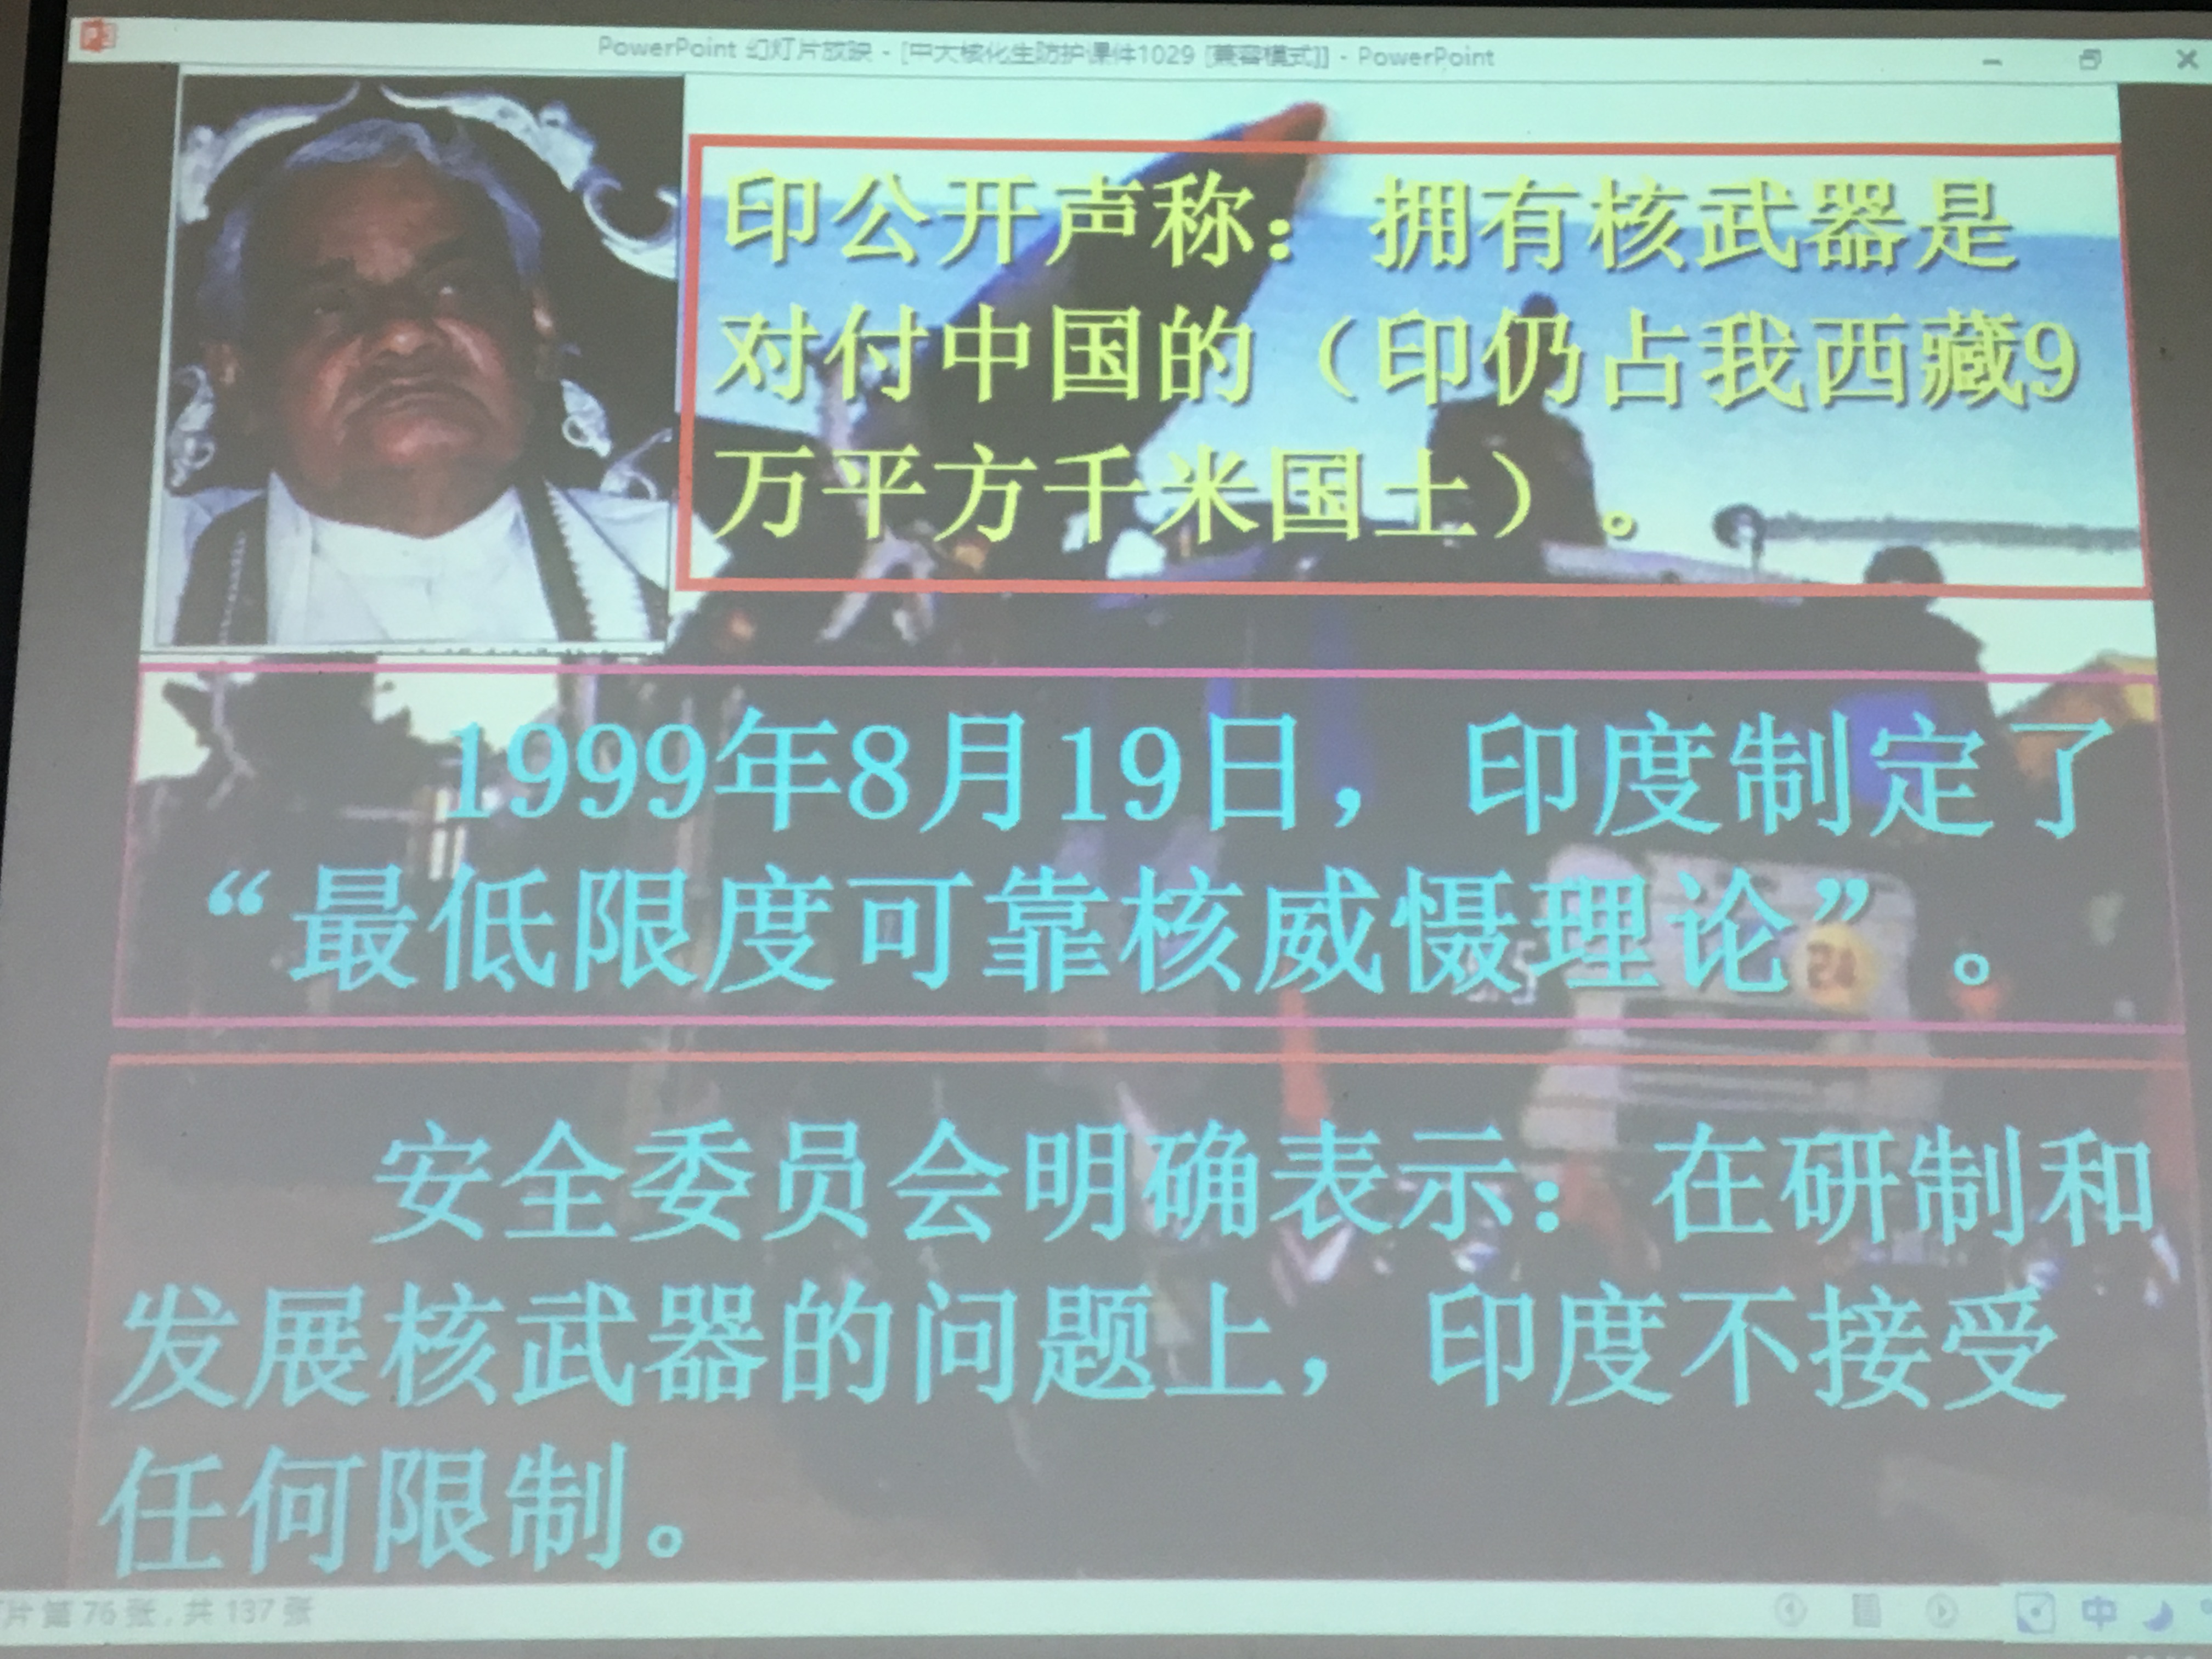 PowerPoint 幻灯片放映 - [中大核化生防护课件1029 [兼容模式]] - PowerPoint
印公开声称：拥有核武器是
对付中国的（印仍占我西藏9
万平方千米国土）。
1999年8月19日，印度制定了
“最低限度可靠核威慑理论”。
24
安全委员会明确表示：在研制和
发展核武器的问题上，印度不接受
任何限制。
片 第 76 张，共 137 张
中